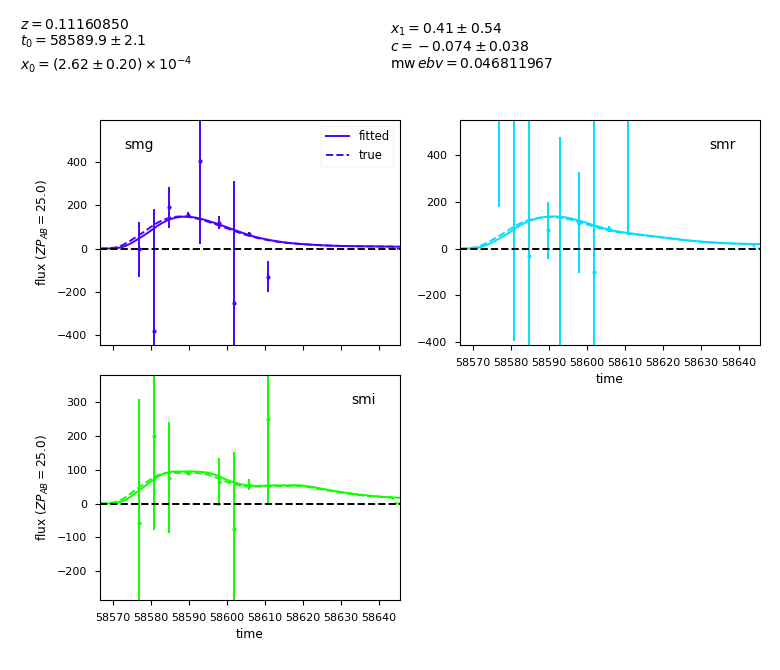 z = 0.11160850
t₀ = 58589.9 ± 2.1
x₀ = (2.62 ± 0.20) × 10⁻⁴
x₁ = 0.41 ± 0.54
c = −0.074 ± 0.038
mw ebv = 0.046811967
smg
fitted
true
400
200
0
−200
−400
flux (ZP_AB = 25.0)
smr
400
200
0
−200
−400
58570 58580 58590 58600 58610 58620 58630 58640
time
smi
300
200
100
0
−100
−200
flux (ZP_AB = 25.0)
58570 58580 58590 58600 58610 58620 58630 58640
time